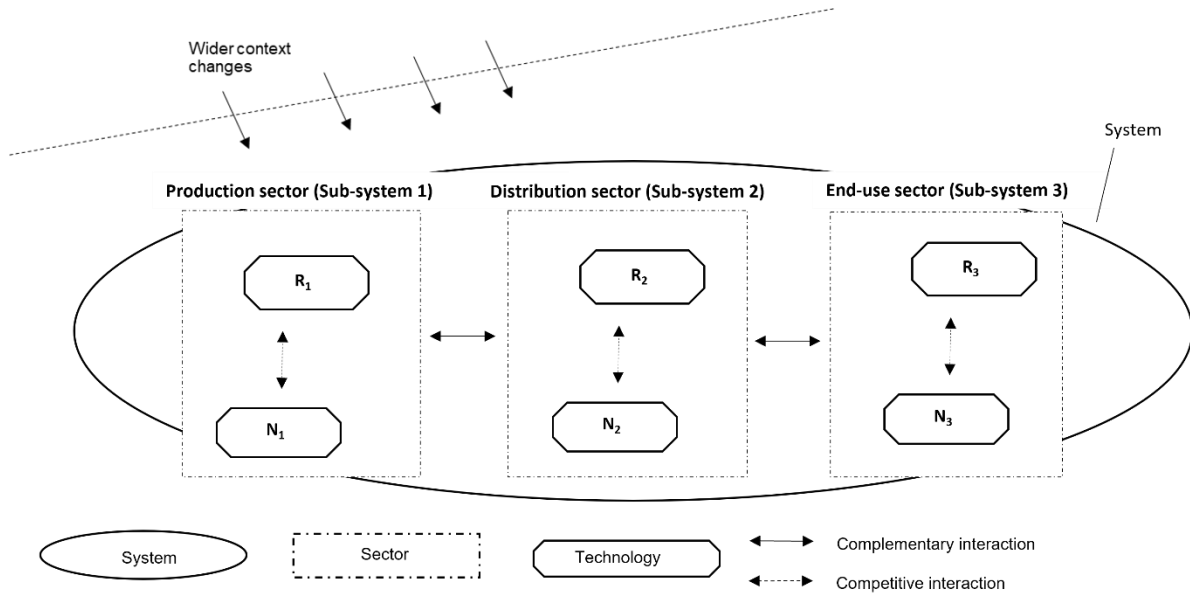 Wider context
changes
System
Production sector (Sub-system 1)
Distribution sector (Sub-system 2)
End-use sector (Sub-system 3)
R₁
R₂
R₃
N₁
N₂
N₃
System
Sector
Technology
Complementary interaction
Competitive interaction